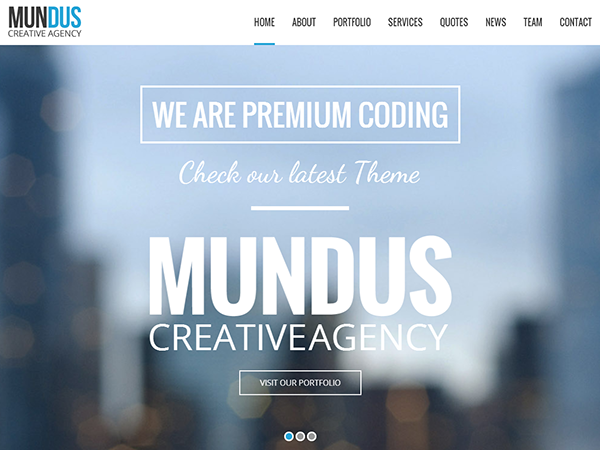 MUNDUS
CREATIVE AGENCY
HOME ABOUT PORTFOLIO SERVICES QUOTES NEWS TEAM CONTACT
WE ARE PREMIUM CODING
Check our latest Theme
MUNDUS
CREATIVEAGENCY
VISIT OUR PORTFOLIO